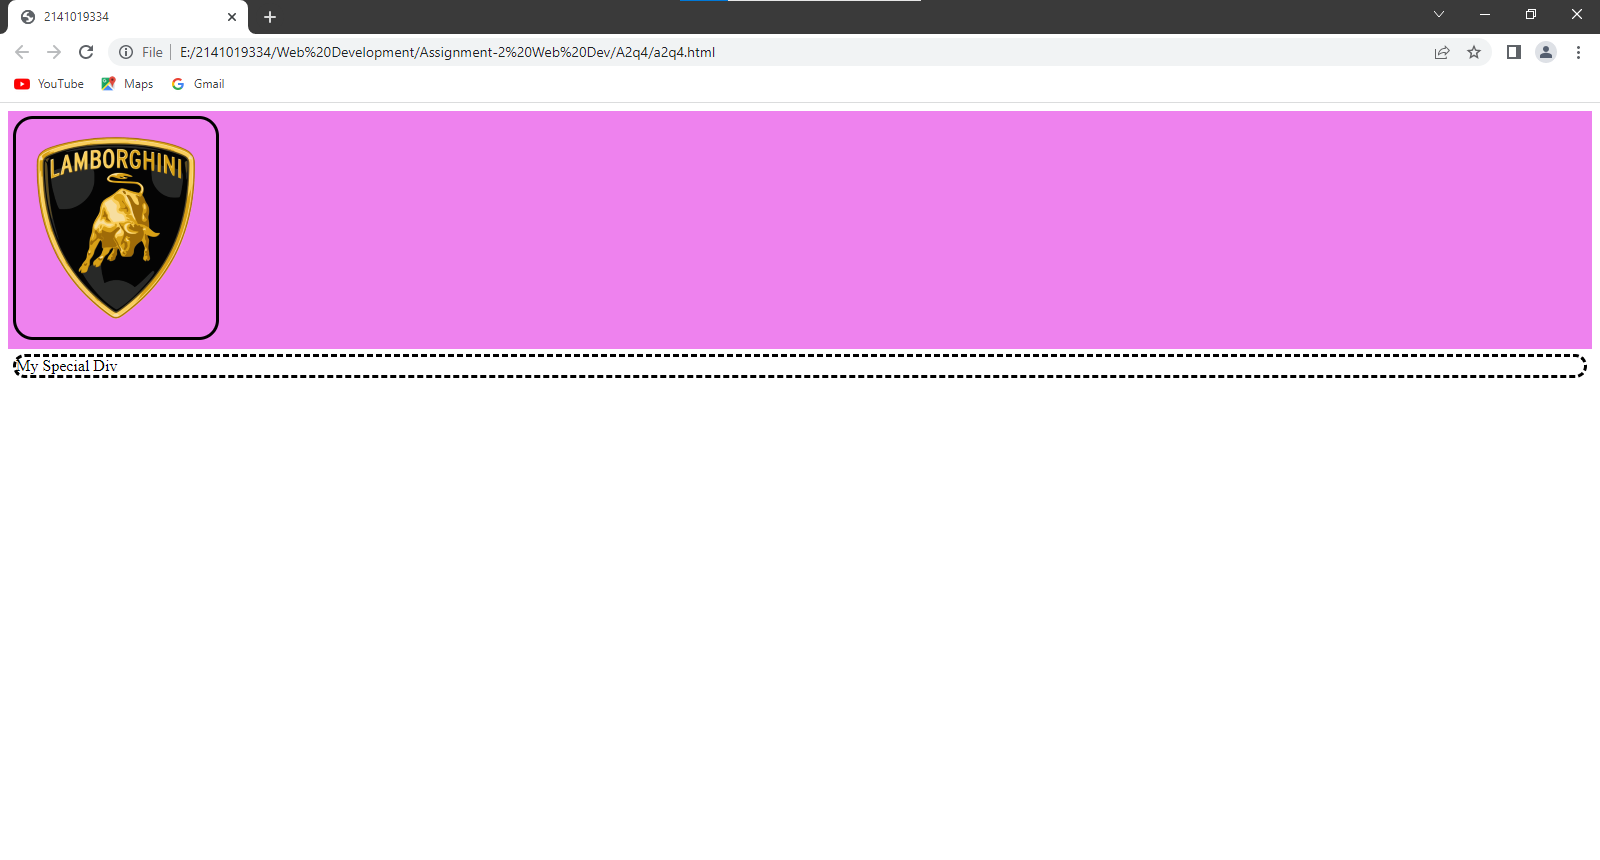 2141019334
File E:/2141019334/Web%20Development/Assignment-2%20Web%20Dev/A2q4/a2q4.html
YouTube Maps Gmail
LAMBORGHINI
My Special Div